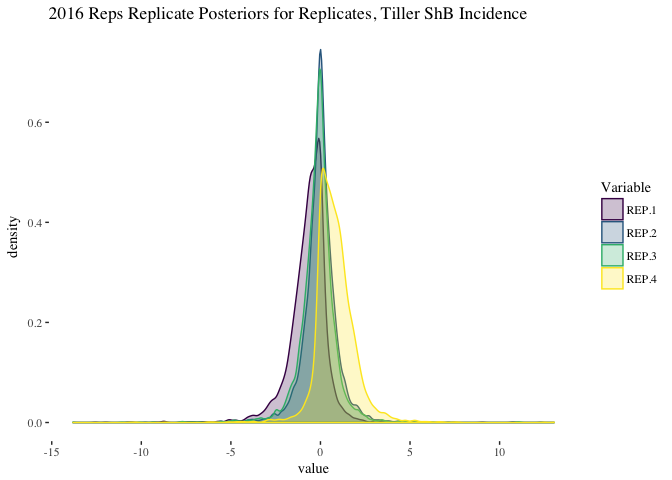 2016 Reps Replicate Posteriors for Replicates, Tiller ShB Incidence
density
0.6
0.4
0.2
0.0
-15 -10 -5 0 5 10
value
Variable
REP.1
REP.2
REP.3
REP.4